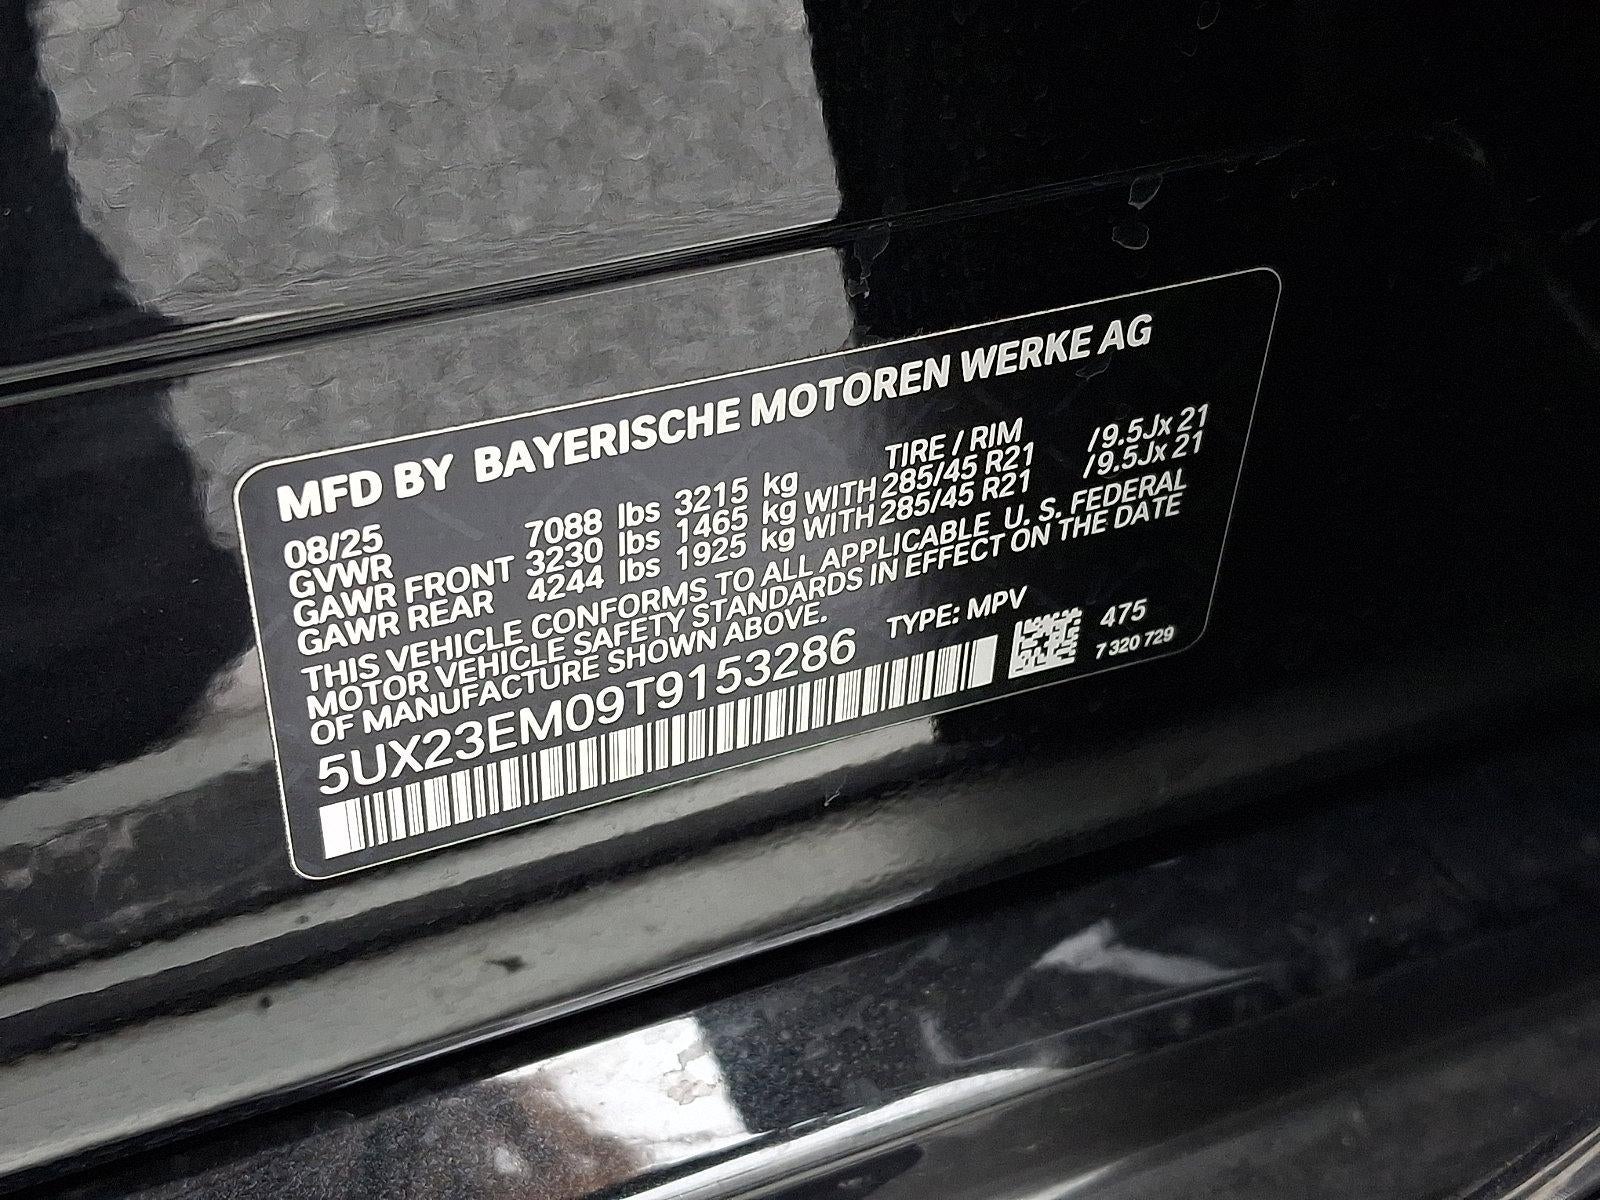 MFD BY BAYERISCHE MOTOREN WERKE AG
08/25 TIRE / RIM
GVWR 7088 lbs 3215 kg
GAWR FRONT 3230 lbs 1465 kg WITH 285/45 R21 /9.5Jx 21
GAWR REAR 4244 lbs 1925 kg WITH 285/45 R21 /9.5Jx 21
THIS VEHICLE CONFORMS TO ALL APPLICABLE U. S. FEDERAL
MOTOR VEHICLE SAFETY STANDARDS IN EFFECT ON THE DATE
OF MANUFACTURE SHOWN ABOVE.
5UX23EM09T9153286 TYPE: MPV
475
7 320 729